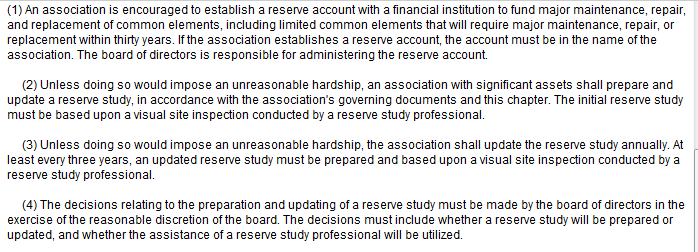 (1) An association is encouraged to establish a reserve account with a financial institution to fund major maintenance, repair,
and replacement of common elements, including limited common elements that will require major maintenance, repair, or
replacement within thirty years. If the association establishes a reserve account, the account must be in the name of the
association. The board of directors is responsible for administering the reserve account.
(2) Unless doing so would impose an unreasonable hardship, an association with significant assets shall prepare and
update a reserve study, in accordance with the association's governing documents and this chapter. The initial reserve study
must be based upon a visual site inspection conducted by a reserve study professional.
(3) Unless doing so would impose an unreasonable hardship, the association shall update the reserve study annually. At
least every three years, an updated reserve study must be prepared and based upon a visual site inspection conducted by a
reserve study professional.
(4) The decisions relating to the preparation and updating of a reserve study must be made by the board of directors in the
exercise of the reasonable discretion of the board. The decisions must include whether a reserve study will be prepared or
updated, and whether the assistance of a reserve study professional will be utilized.